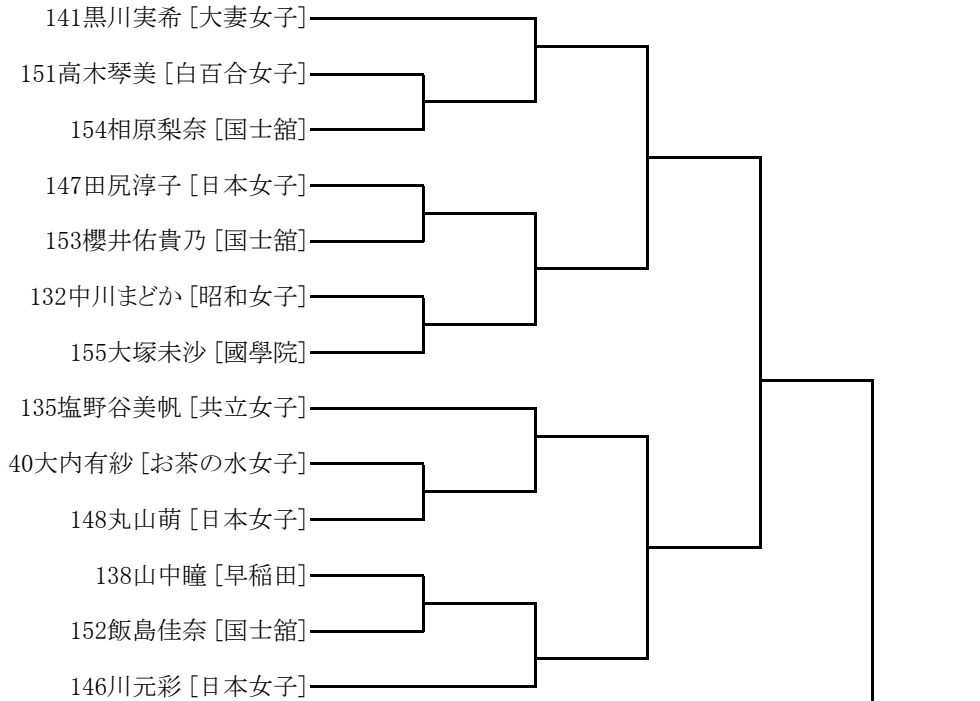 141黒川実希 [大妻女子]
151高木琴美 [白百合女子]
154相原梨奈 [国士舘]
147田尻淳子 [日本女子]
153櫻井佑貴乃 [国士舘]
132中川まどか [昭和女子]
155大塚未沙 [國學院]
135塩野谷美帆 [共立女子]
40大内有紗 [お茶の水女子]
148丸山萌 [日本女子]
138山中瞳 [早稲田]
152飯島佳奈 [国士舘]
146川元彩 [日本女子]